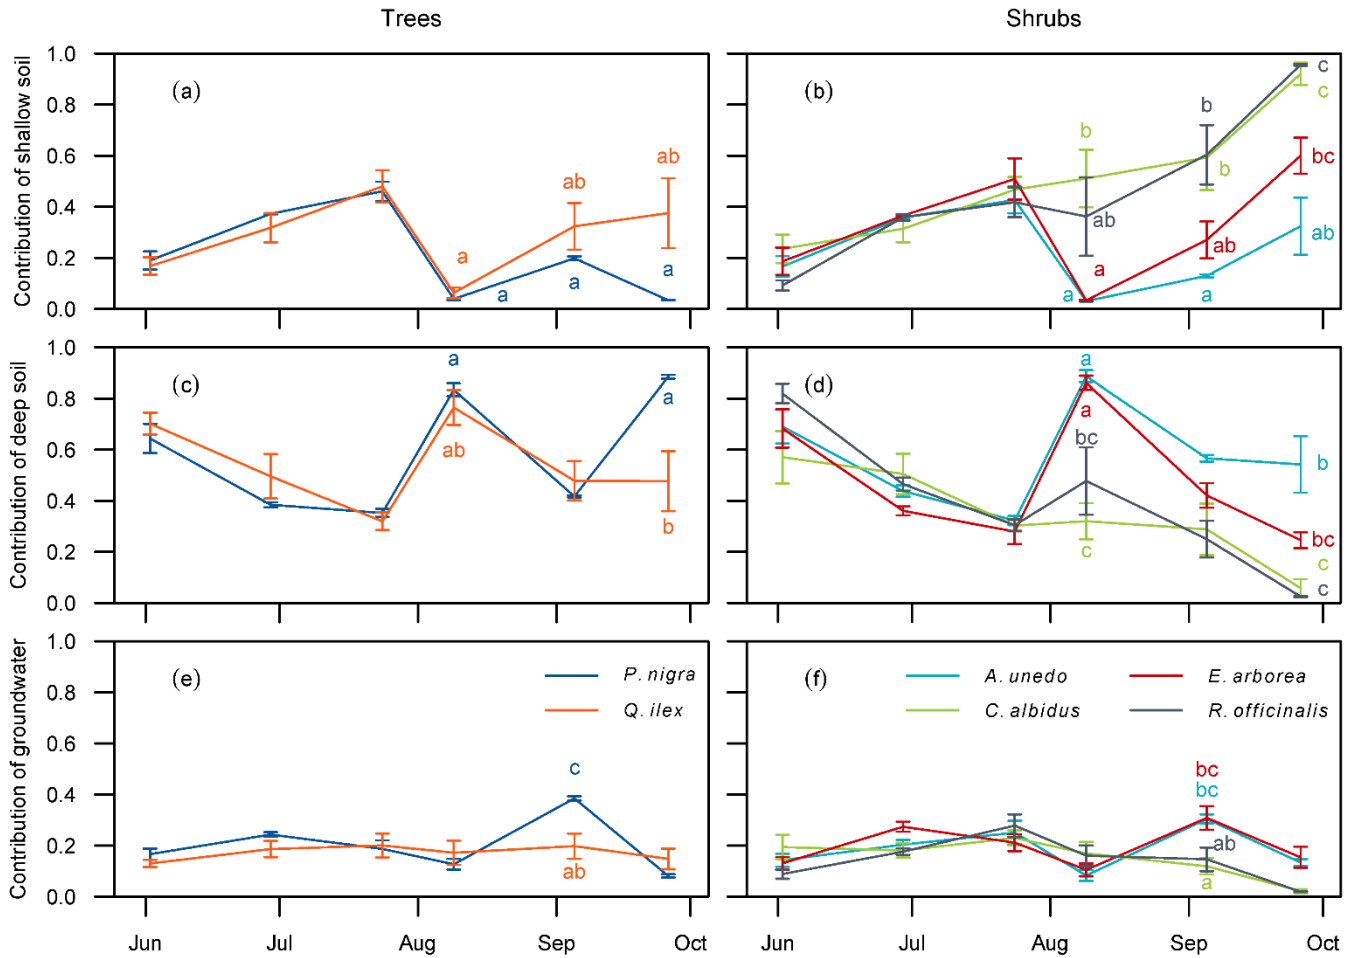 Trees
Shrubs
Contribution of shallow soil
1.0
0.8
0.6
0.4
0.2
0.0
(a)
ab
ab
a
a
a
a
(b)
c
c
b
b
b
bc
ab
ab
ab
a
a
a
Contribution of deep soil
1.0
0.8
0.6
0.4
0.2
0.0
(c)
a
a
ab
b
(d)
a
a
bc
b
bc
c
c
c
Contribution of groundwater
1.0
0.8
0.6
0.4
0.2
0.0
(e)
P. nigra
Q. ilex
c
ab
(f)
A. unedo
E. arborea
C. albidus
R. officinalis
bc
bc
ab
a
Jun Jul Aug Sep Oct
Jun Jul Aug Sep Oct